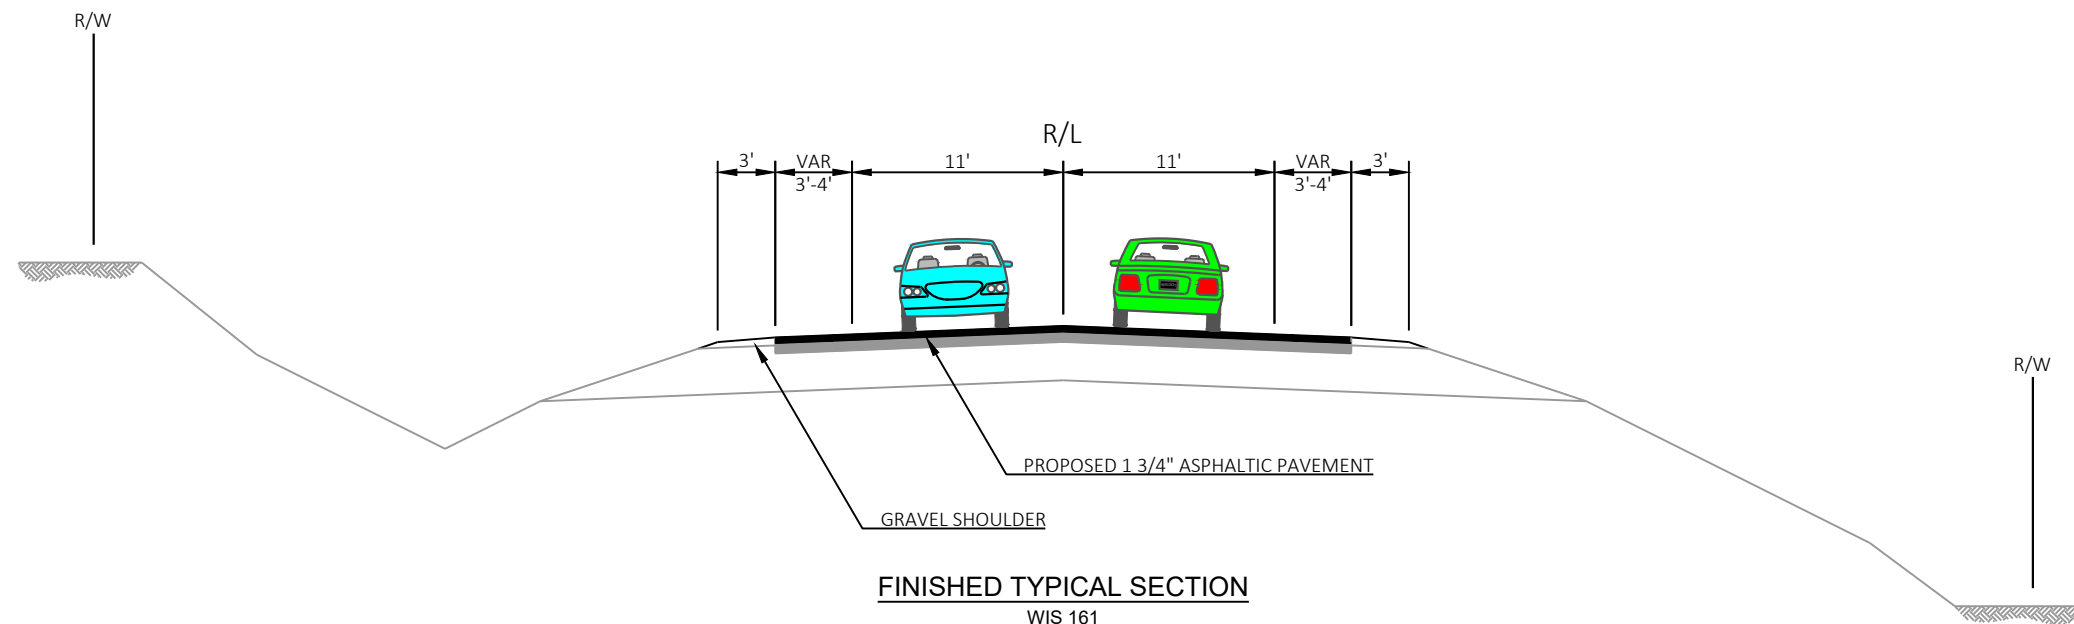 R/W
R/L
3' VAR 11' 11' VAR 3'
3'-4' 3'-4'
R/W
PROPOSED 1 3/4" ASPHALTIC PAVEMENT
GRAVEL SHOULDER
FINISHED TYPICAL SECTION
WIS 161